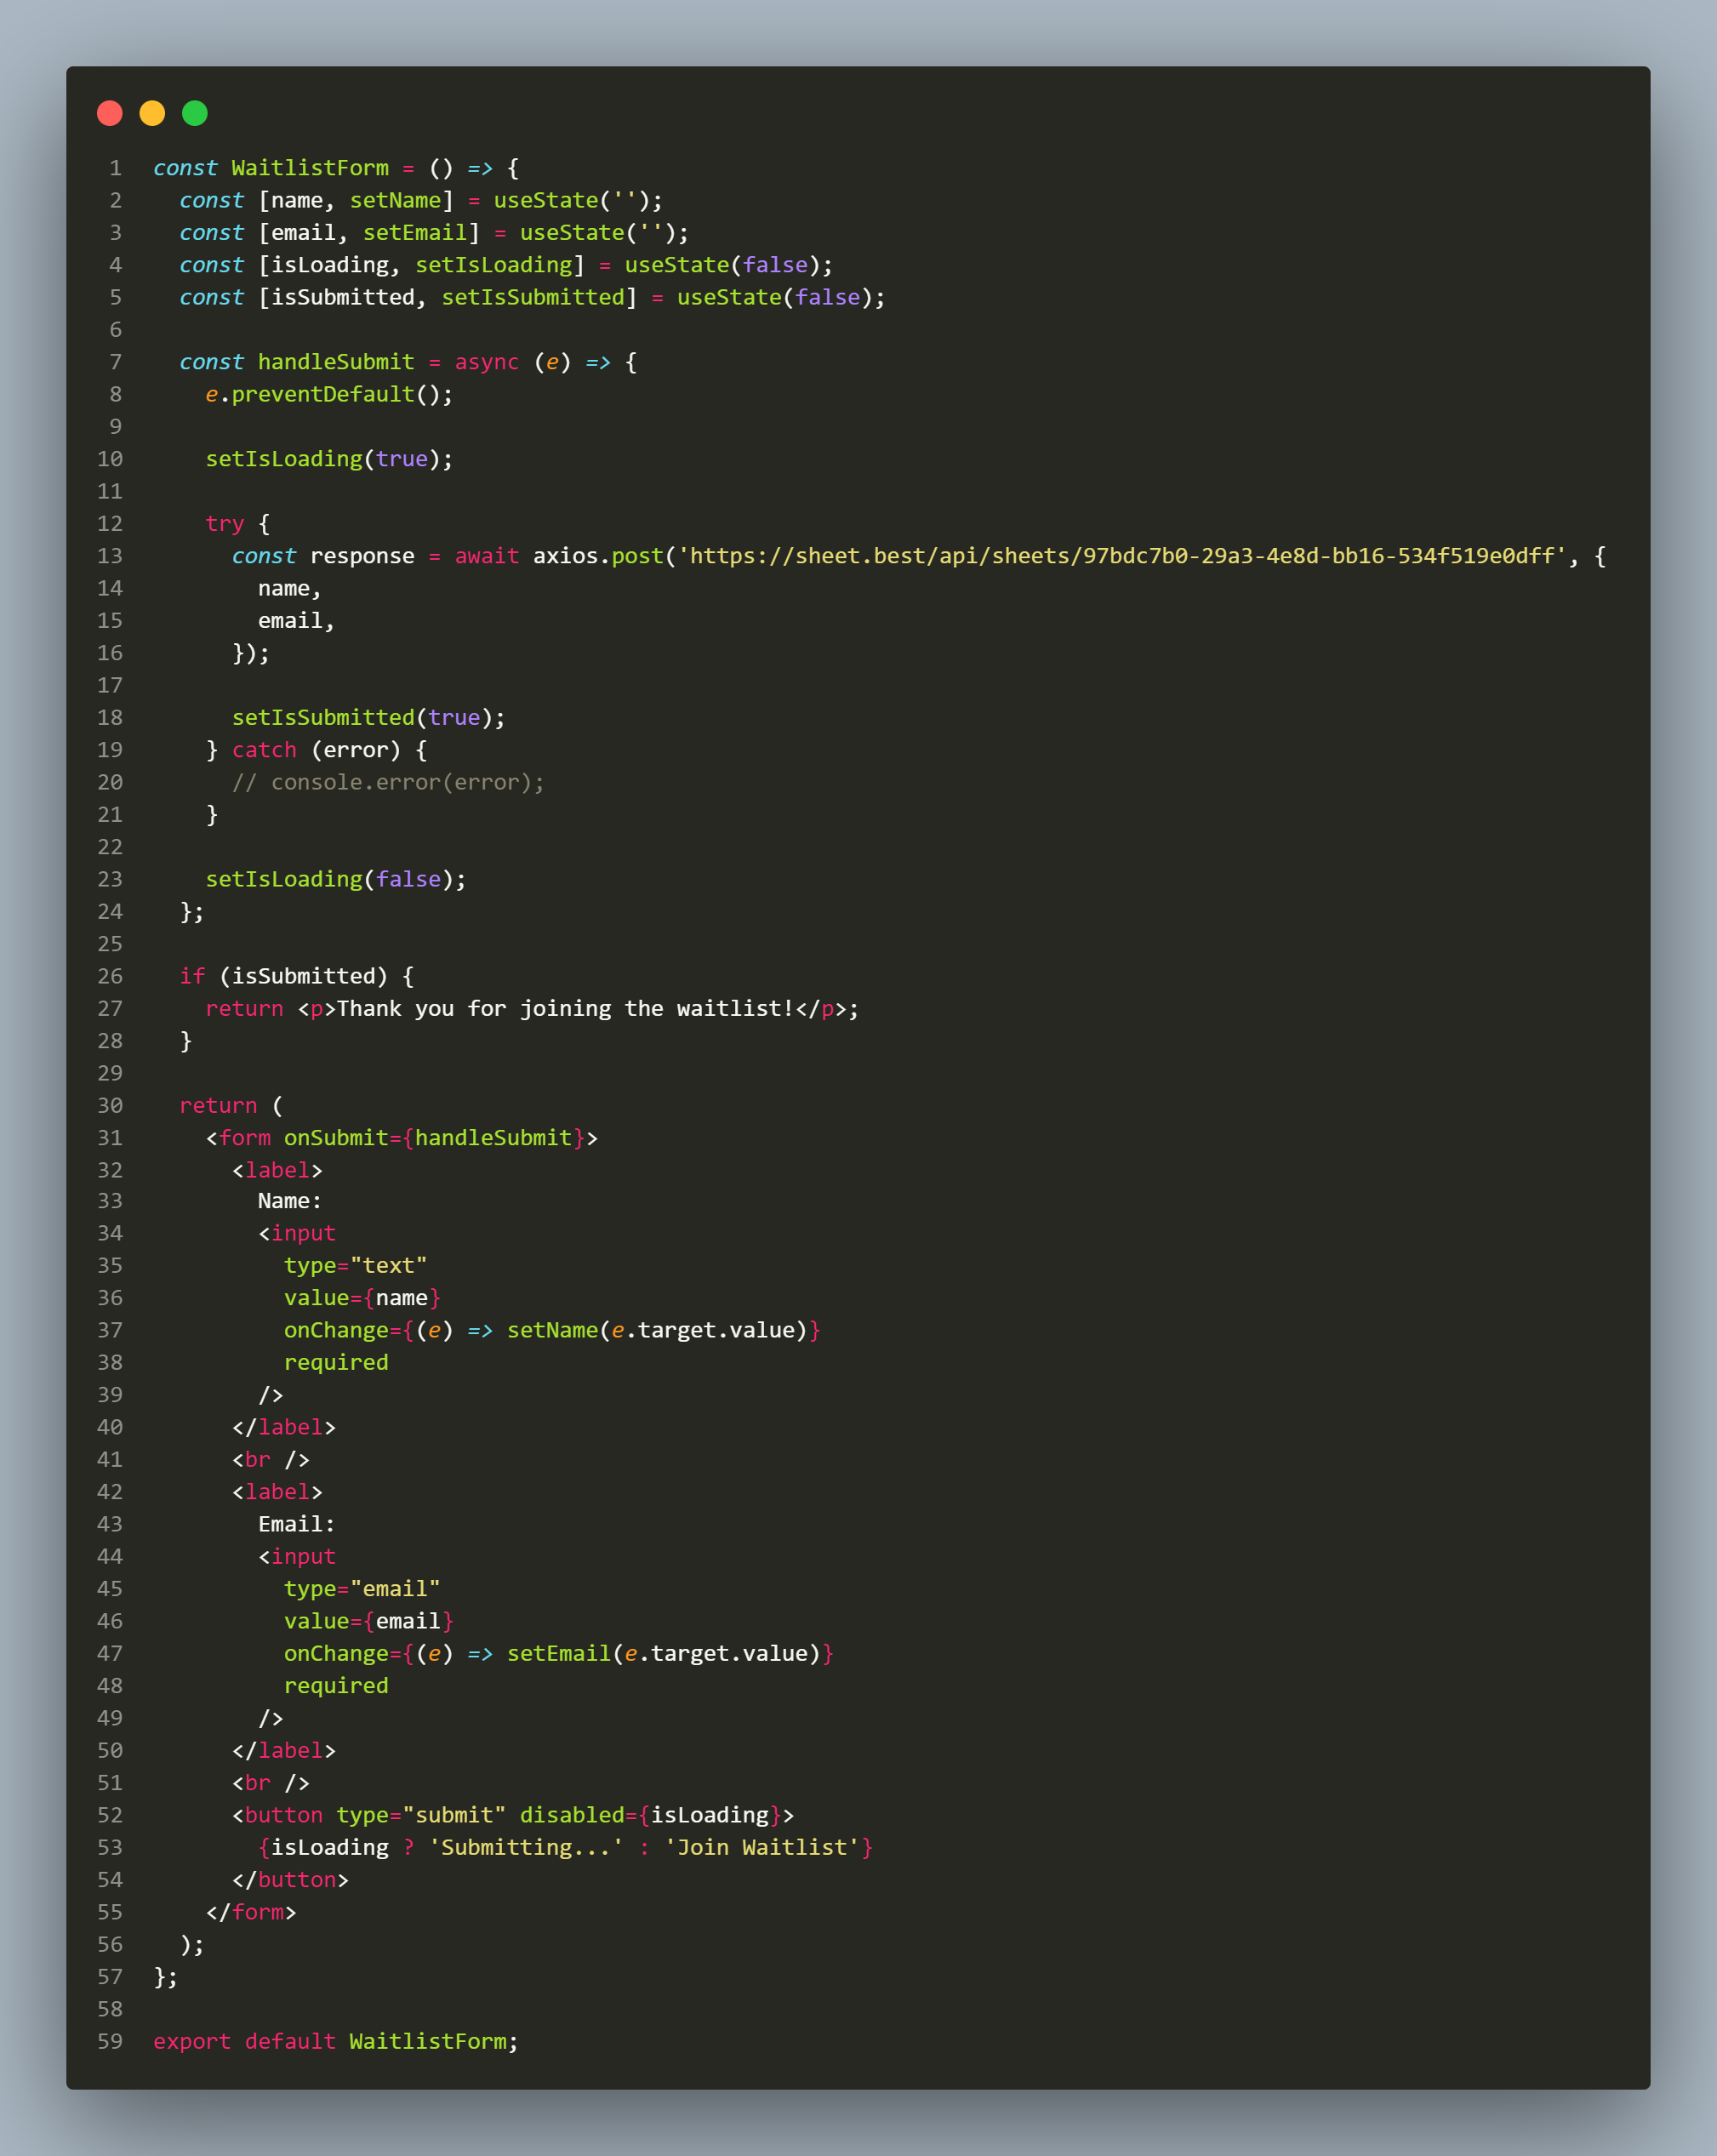 1 const WaitlistForm = () => {
2   const [name, setName] = useState('');
3   const [email, setEmail] = useState('');
4   const [isLoading, setIsLoading] = useState(false);
5   const [isSubmitted, setIsSubmitted] = useState(false);
6
7   const handleSubmit = async (e) => {
8     e.preventDefault();
9
10     setIsLoading(true);
11
12     try {
13       const response = await axios.post('https://sheet.best/api/sheets/97bdc7b0-29a3-4e8d-bb16-534f519e0dff', {
14         name,
15         email,
16       });
17
18       setIsSubmitted(true);
19     } catch (error) {
20       // console.error(error);
21     }
22
23     setIsLoading(false);
24   };
25
26   if (isSubmitted) {
27     return <p>Thank you for joining the waitlist!</p>;
28   }
29
30   return (
31     <form onSubmit={handleSubmit}>
32       <label>
33         Name:
34         <input
35           type="text"
36           value={name}
37           onChange={(e) => setName(e.target.value)}
38           required
39         />
40       </label>
41       <br />
42       <label>
43         Email:
44         <input
45           type="email"
46           value={email}
47           onChange={(e) => setEmail(e.target.value)}
48           required
49         />
50       </label>
51       <br />
52       <button type="submit" disabled={isLoading}>
53         {isLoading ? 'Submitting...' : 'Join Waitlist'}
54       </button>
55     </form>
56   );
57 };
58
59 export default WaitlistForm;